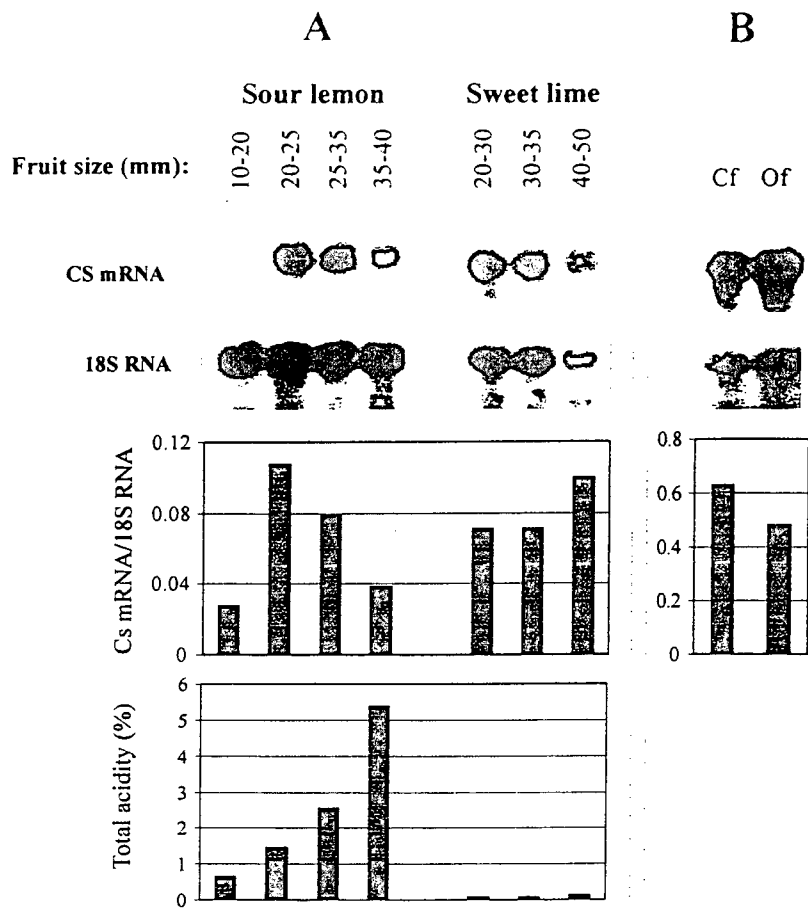 A B
Sour lemon Sweet lime
Fruit size (mm): 10-20 20-25 25-35 35-40 20-30 30-35 40-50 Cf Of
CS mRNA
18S RNA
Cs mRNA/18S RNA
0.12
0.08
0.04
0
0.8
0.6
0.4
0.2
0
Total acidity (%)
6
5
4
3
2
1
0